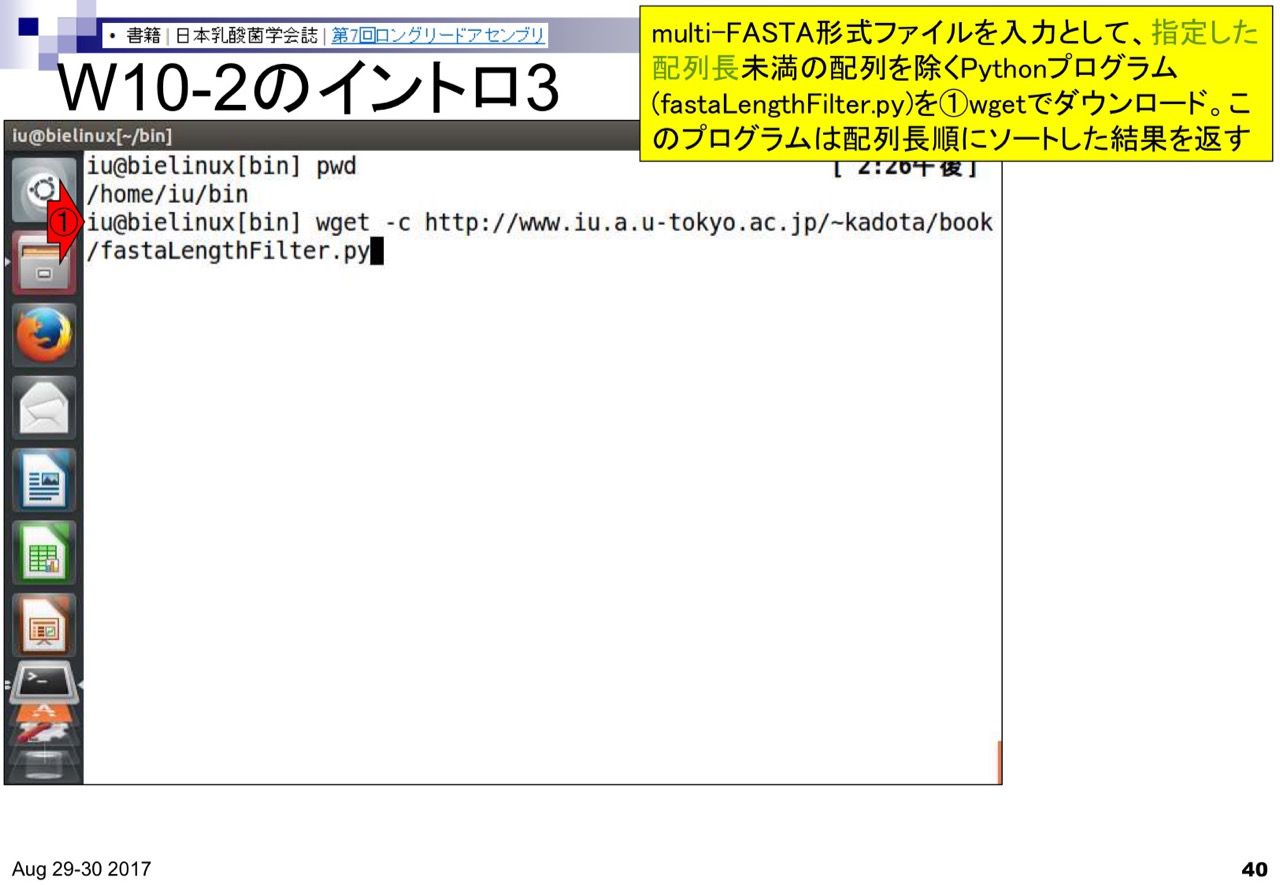 • 書籍 | 日本乳酸菌学会誌 | 第7回ロングリードアセンブリ
W10-2のイントロ3
multi-FASTA形式ファイルを入力として、指定した
配列長未満の配列を除くPythonプログラム
(fastaLengthFilter.py)を①wgetでダウンロード。こ
のプログラムは配列長順にソートした結果を返す
iu@bielinux[~/bin]
iu@bielinux[bin] pwd [ 2:26午後]
/home/iu/bin
①
iu@bielinux[bin] wget -c http://www.iu.a.u-tokyo.ac.jp/~kadota/book
/fastaLengthFilter.py
Aug 29-30 2017
40